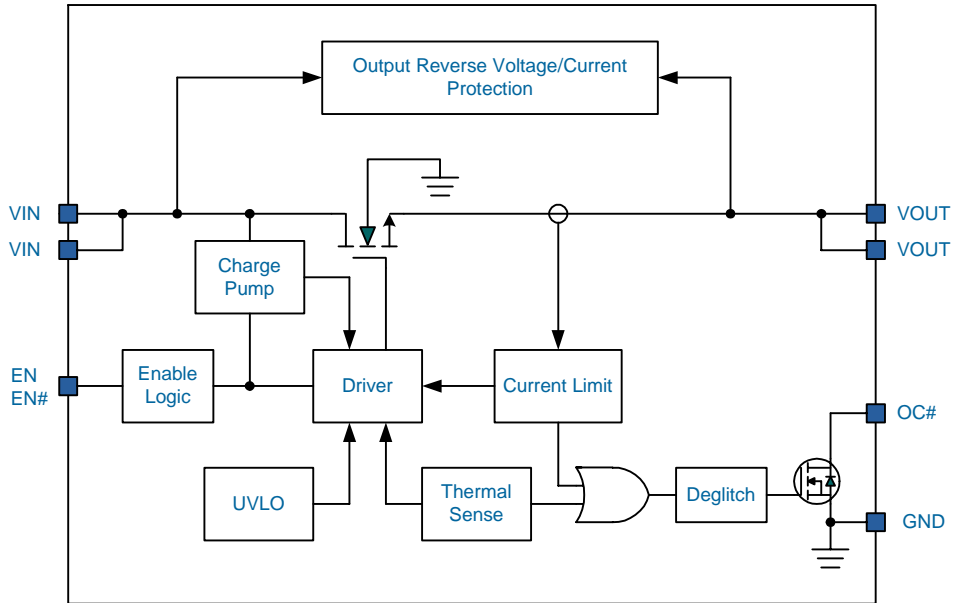 Output Reverse Voltage/Current
Protection
VIN
VOUT
VIN
VOUT
Charge
Pump
EN
EN#
Enable
Logic
Driver
Current Limit
OC#
UVLO
Thermal
Sense
Deglitch
GND